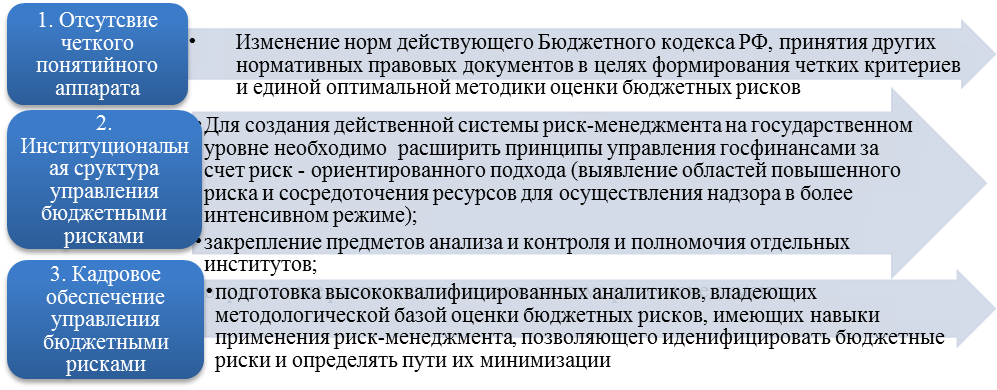 1. Отсутсвие
четкого
понятийного
аппарата
• Изменение норм действующего Бюджетного кодекса РФ, принятия других
нормативных правовых документов в целях формирования четких критериев
и единой оптимальной методики оценки бюджетных рисков
2.
Институциональн
ая сруктура
управления
бюджетными
рисками
•Для создания действенной системы риск-менеджмента на государственном
уровне необходимо расширить принципы управления госфинансами за
счет риск - ориентированного подхода (выявление областей повышенного
риска и сосредоточения ресурсов для осуществления надзора в более
интенсивном режиме);
•закрепление предметов анализа и контроля и полномочия отдельных
институтов;
3. Кадровое
обеспечение
управления
бюджетными
рисками
•подготовка высококвалифицированных аналитиков, владеющих
методологической базой оценки бюджетных рисков, имеющих навыки
применения риск-менеджмента, позволяющего иденифицировать бюджетные
риски и определять пути их минимизации